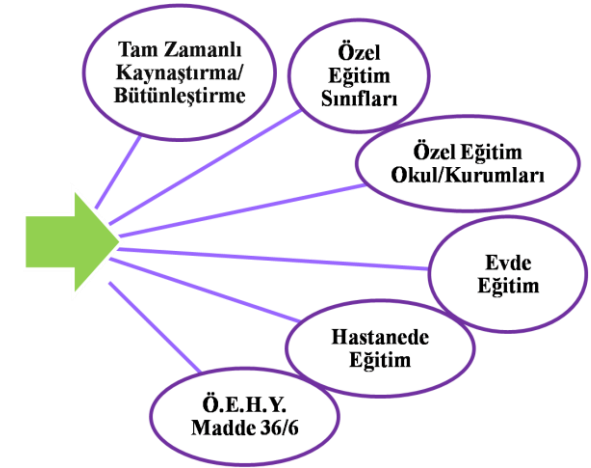 Tam Zamanlı
Kaynaştırma/
Bütünleştirme
Özel
Eğitim
Sınıfları
Özel Eğitim
Okul/Kurumları
Evde
Eğitim
Hastanede
Eğitim
Ö.E.H.Y.
Madde 36/6